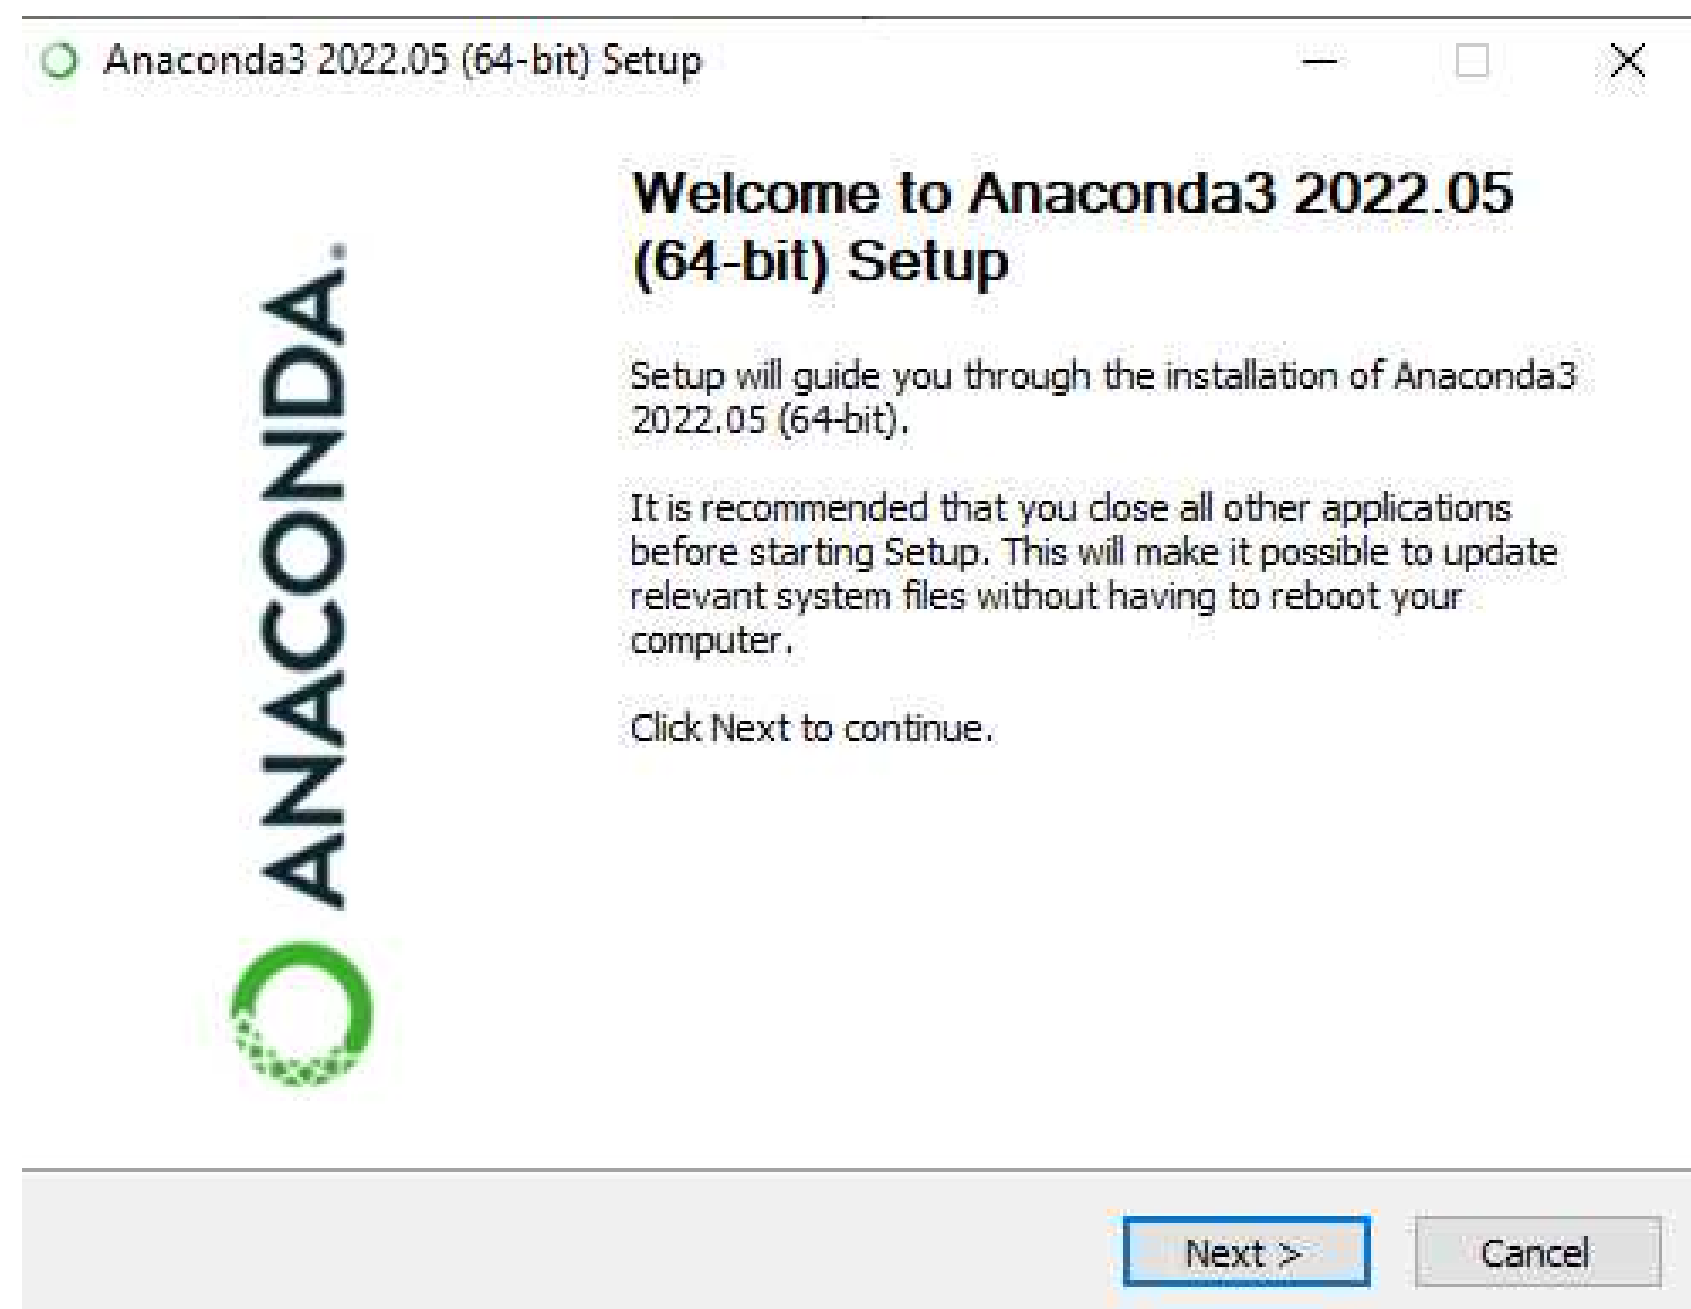 Anaconda3 2022.05 (64-bit) Setup
ANACONDA.
Welcome to Anaconda3 2022.05
(64-bit) Setup
Setup will guide you through the installation of Anaconda3
2022.05 (64-bit).
It is recommended that you close all other applications
before starting Setup. This will make it possible to update
relevant system files without having to reboot your
computer.
Click Next to continue.
Next >
Cancel